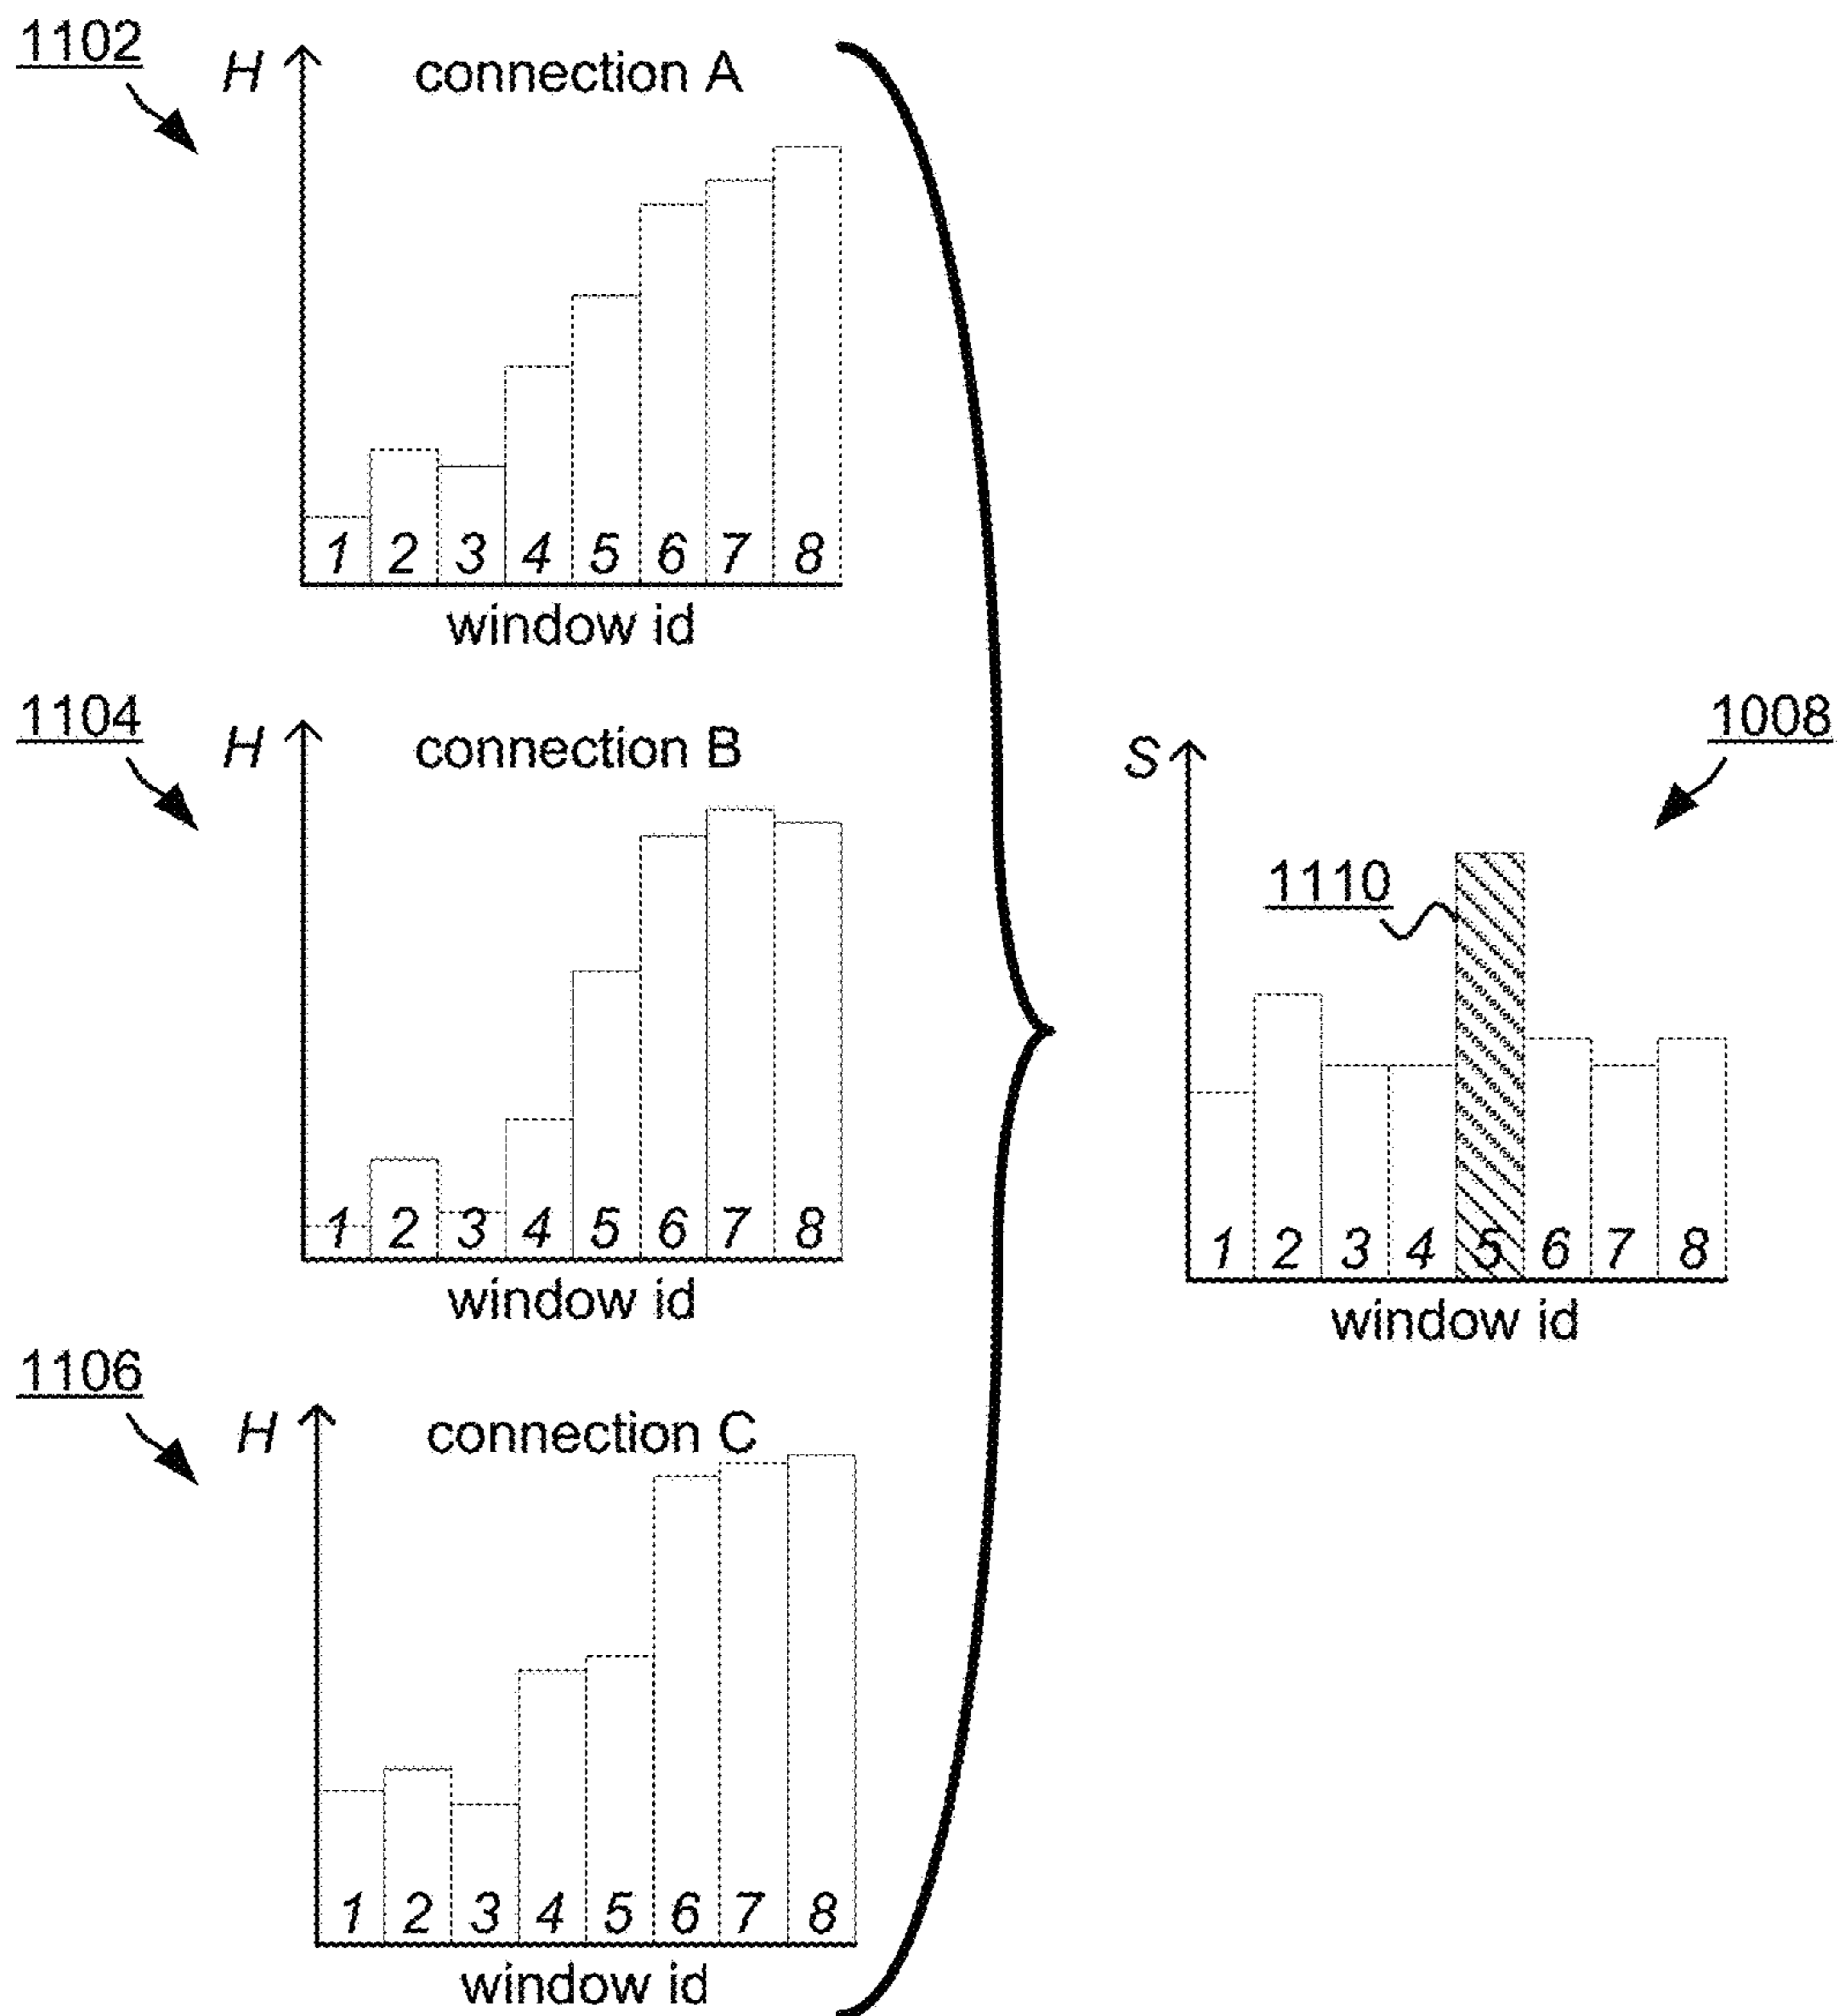 1102
H
connection A
1 2 3 4 5 6 7 8
window id
1104
H
connection B
1 2 3 4 5 6 7 8
window id
1106
H
connection C
1 2 3 4 5 6 7 8
window id
1008
S
1110
1 2 3 4 5 6 7 8
window id